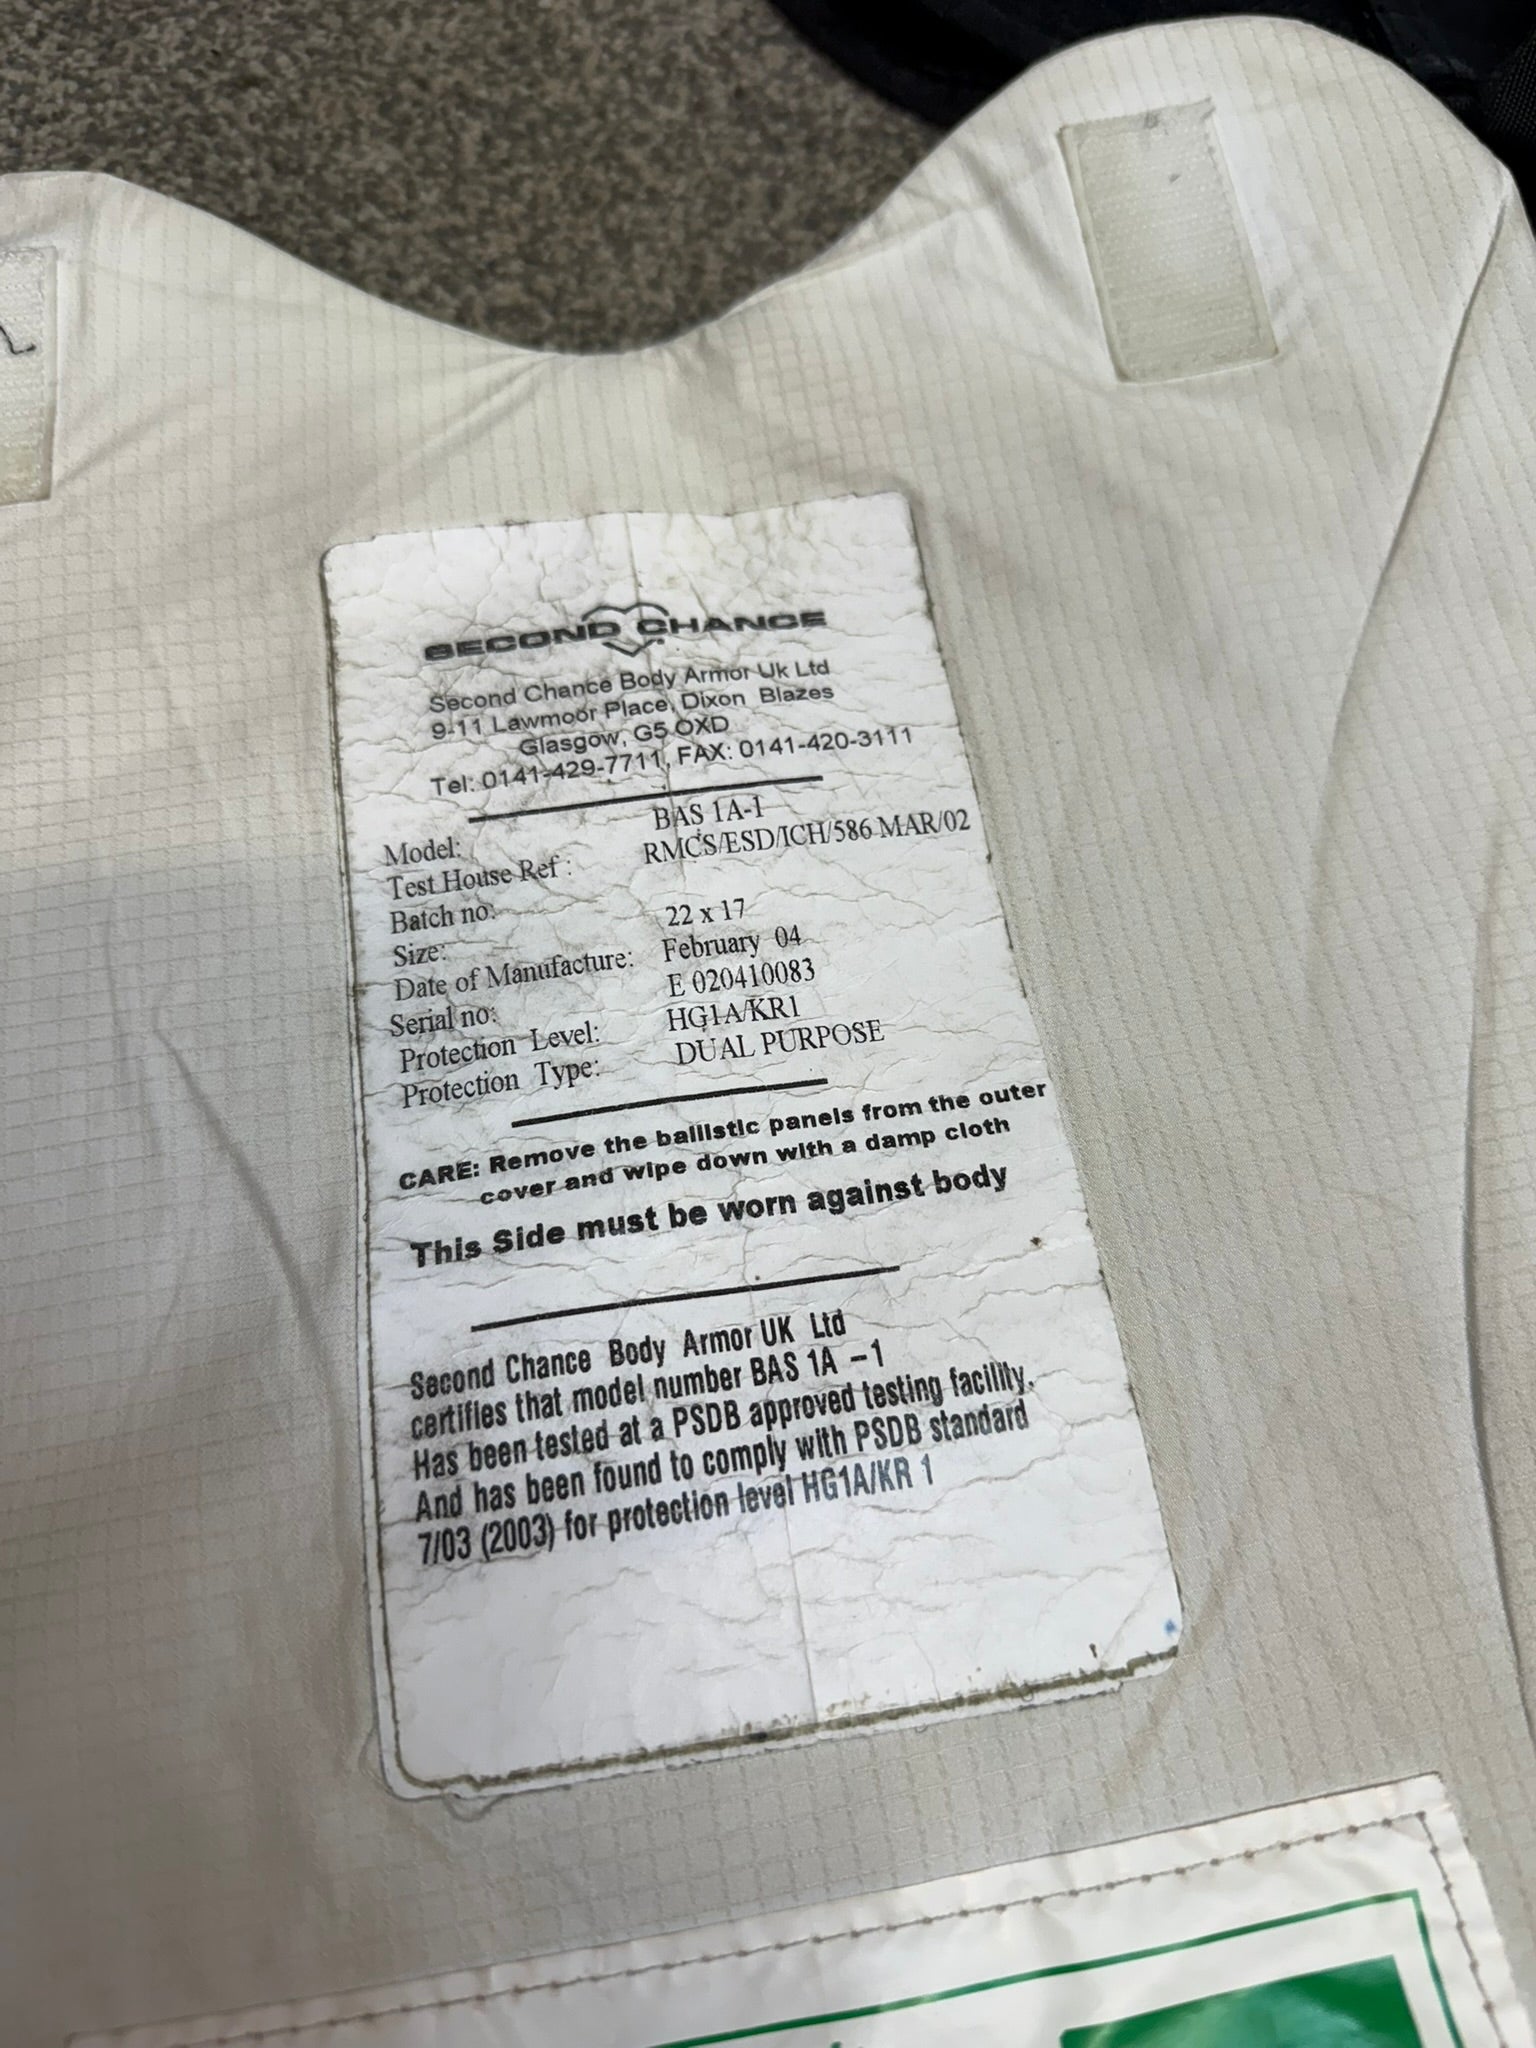 SECOND CHANCE
Second Chance Body Armor Uk Ltd
9-11 Lawmoor Place, Dixon Blazes
Glasgow, G5 OXD
Tel: 0141-429-7711, FAX: 0141-420-3111
Model: BAS 1A-1
Test House Ref : RMCS/ESD/ICH/586 MAR/02
Batch no:
Size: 22 x 17
Date of Manufacture: February 04
Serial no: E 020410083
Protection Level: HG1A/KR1
Protection Type: DUAL PURPOSE
CARE: Remove the ballistic panels from the outer
cover and wipe down with a damp cloth
This Side must be worn against body
Second Chance Body Armor UK Ltd
certifies that model number BAS 1A -1
Has been tested at a PSDB approved testing facility.
And has been found to comply with PSDB standard
7/03 (2003) for protection level HG1A/KR 1